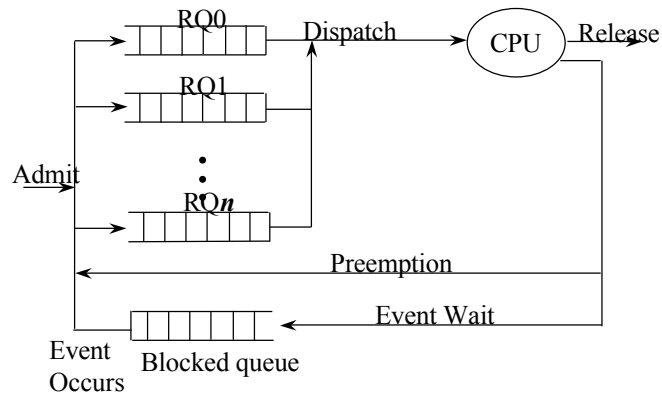 RQ0
Dispatch
CPU
Release
RQ1
Admit
RQn
Preemption
Event Wait
Event
Occurs
Blocked queue